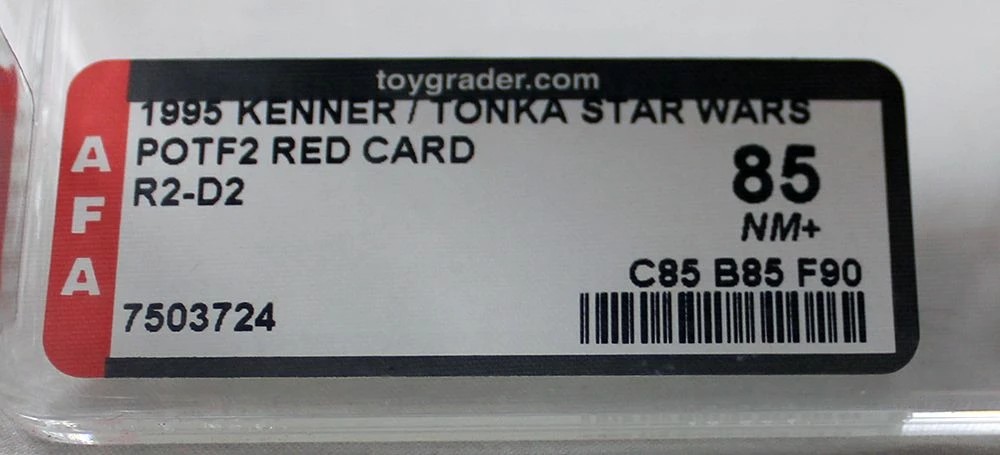 toygrader.com
AFA
1995 KENNER / TONKA STAR WARS
POTF2 RED CARD
R2-D2
85
NM+
C85 B85 F90
7503724